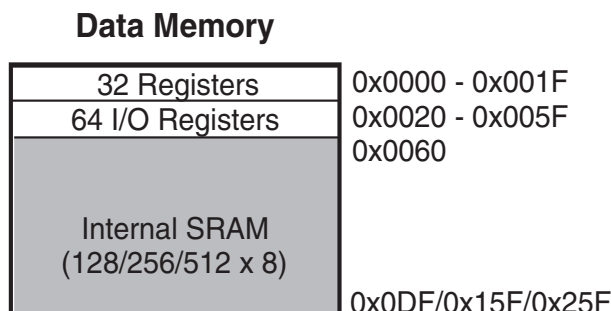 Data Memory
32 Registers 0x0000 - 0x001F
64 I/O Registers 0x0020 - 0x005F
0x0060
Internal SRAM
(128/256/512 x 8)
0x0DF/0x15F/0x25F